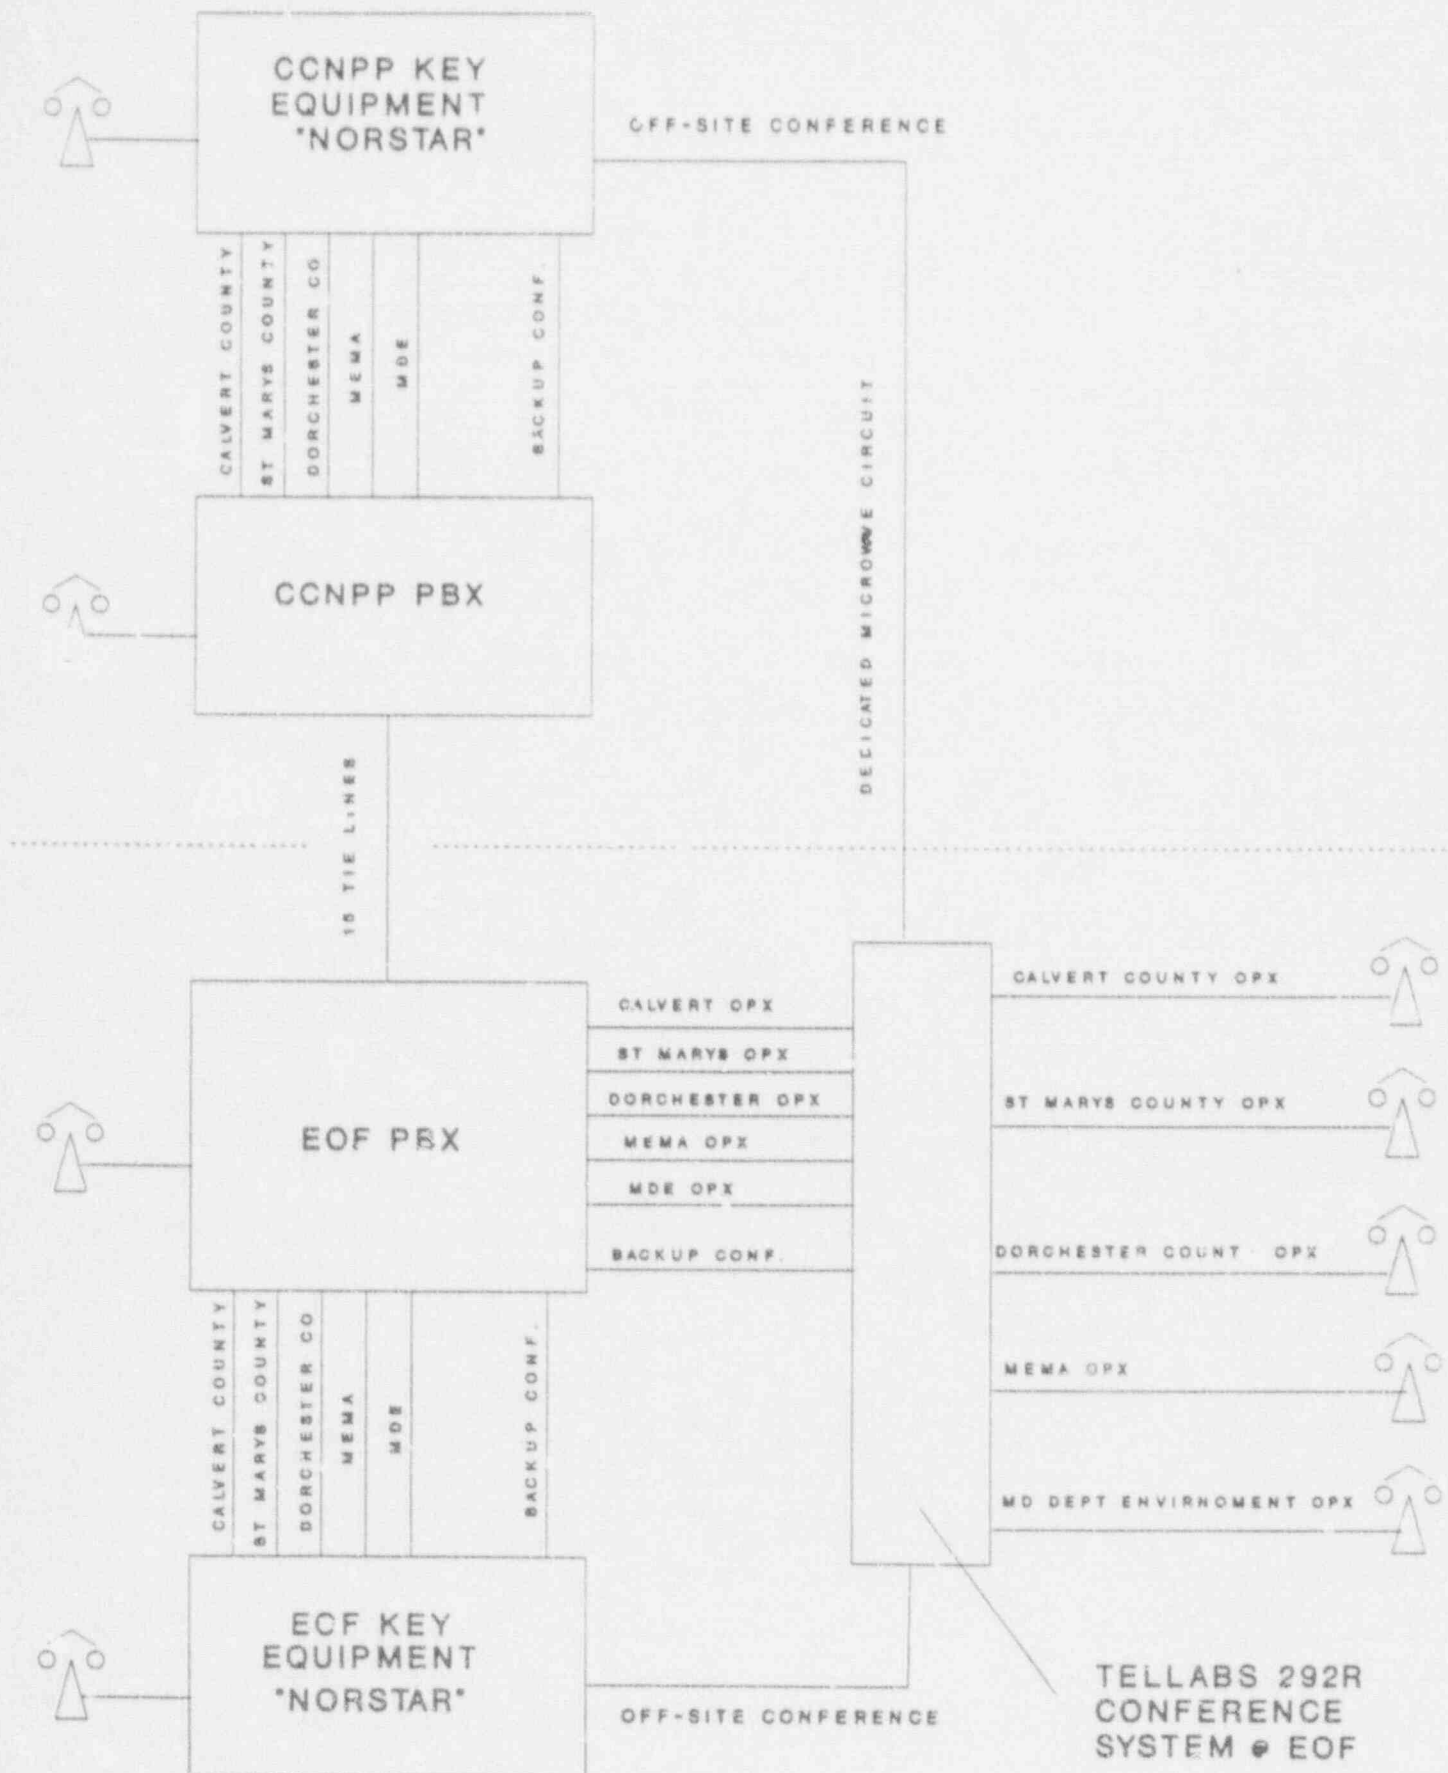 CCNPP KEY
EQUIPMENT
"NORSTAR"
OFF-SITE CONFERENCE
CALVERT COUNTY
ST MARYS COUNTY
DORCHESTER CO
MEMA
MDE
BACKUP CONF.
DEDICATED MICROWAVE CIRCUIT
CCNPP PBX
15 TIE LINES
EOF PBX
CALVERT OPX
ST MARYS OPX
DORCHESTER OPX
MEMA OPX
MDE OPX
BACKUP CONF.
CALVERT COUNTY OPX
ST MARYS COUNTY OPX
DORCHESTER COUNT OPX
MEMA OPX
MD DEPT ENVIRNOMENT OPX
CALVERT COUNTY
ST MARYS COUNTY
DORCHESTER CO
MEMA
MDE
BACKUP CONF.
EOF KEY
EQUIPMENT
"NORSTAR"
OFF-SITE CONFERENCE
TELLABS 292R
CONFERENCE
SYSTEM @ EOF